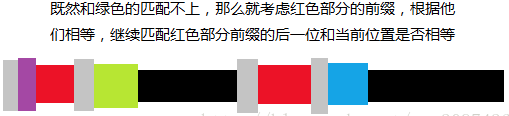 既然和绿色的匹配不上，那么就考虑红色部分的前缀，根据他
们相等，继续匹配红色部分前缀的后一位和当前位置是否相等